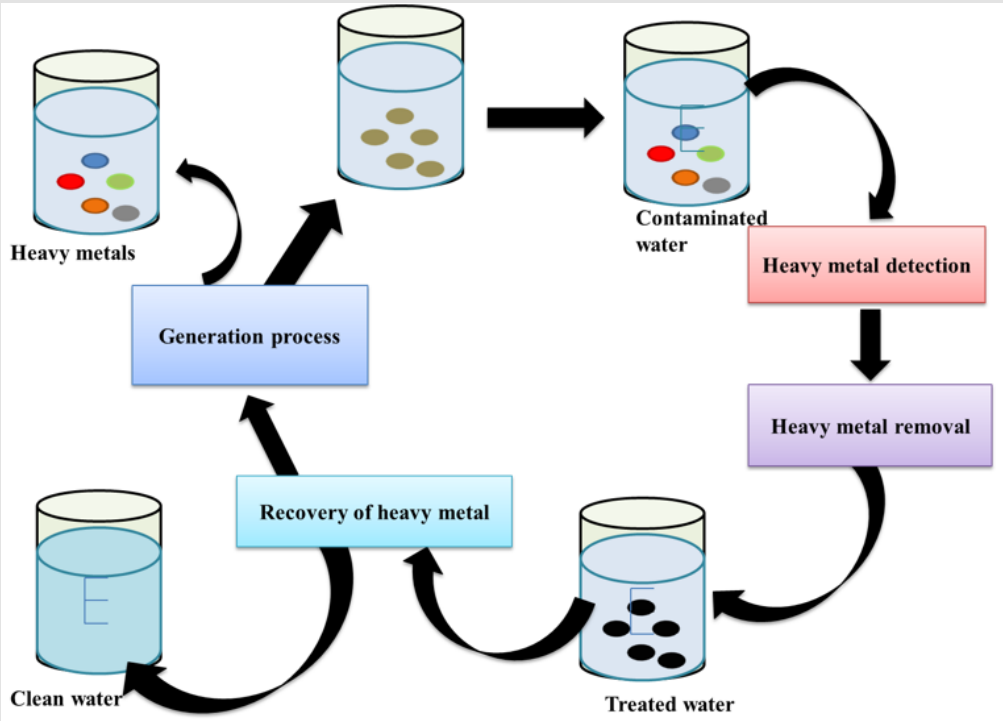 Heavy metals
Contaminated
water
Heavy metal detection
Generation process
Heavy metal removal
Recovery of heavy metal
Clean water
Treated water